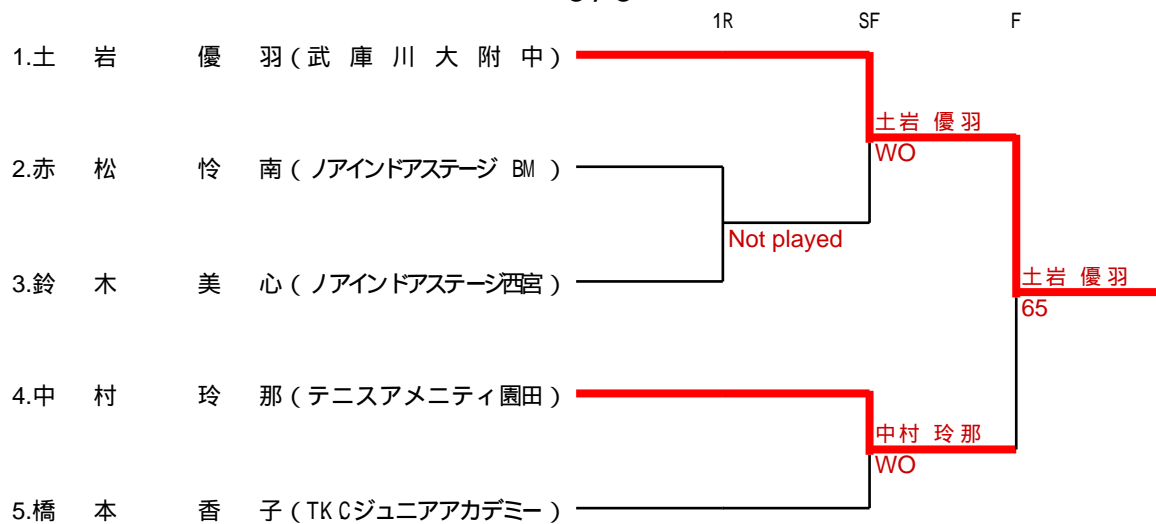 1R SF F
1.土 岩 優 羽 ( 武 庫 川 大 附 中 )
土岩 優羽
WO
2.赤 松 怜 南 ( ノアインドアステージ BM )
Not played
3.鈴 木 美 心 ( ノアインドアステージ西宮 )
土岩 優羽
65
4.中 村 玲 那 ( テニスアメニティ園田 )
中村 玲那
WO
5.橋 本 香 子 ( TKCジュニアアカデミー )